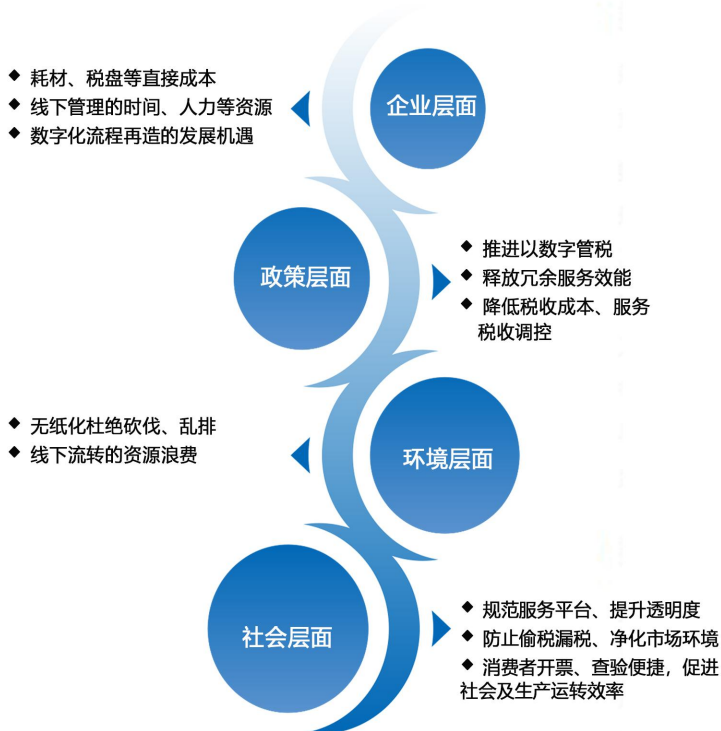 企业层面
◆ 耗材、税盘等直接成本
◆ 线下管理的时间、人力等资源
◆ 数字化流程再造的发展机遇
政策层面
◆ 推进以数字管税
◆ 释放冗余服务效能
◆ 降低税收成本、服务
税收调控
环境层面
◆ 无纸化杜绝砍伐、乱排
◆ 线下流转的资源浪费
社会层面
◆ 规范服务平台、提升透明度
◆ 防止偷税漏税、净化市场环境
◆ 消费者开票、查验便捷，促进
社会及生产运转效率